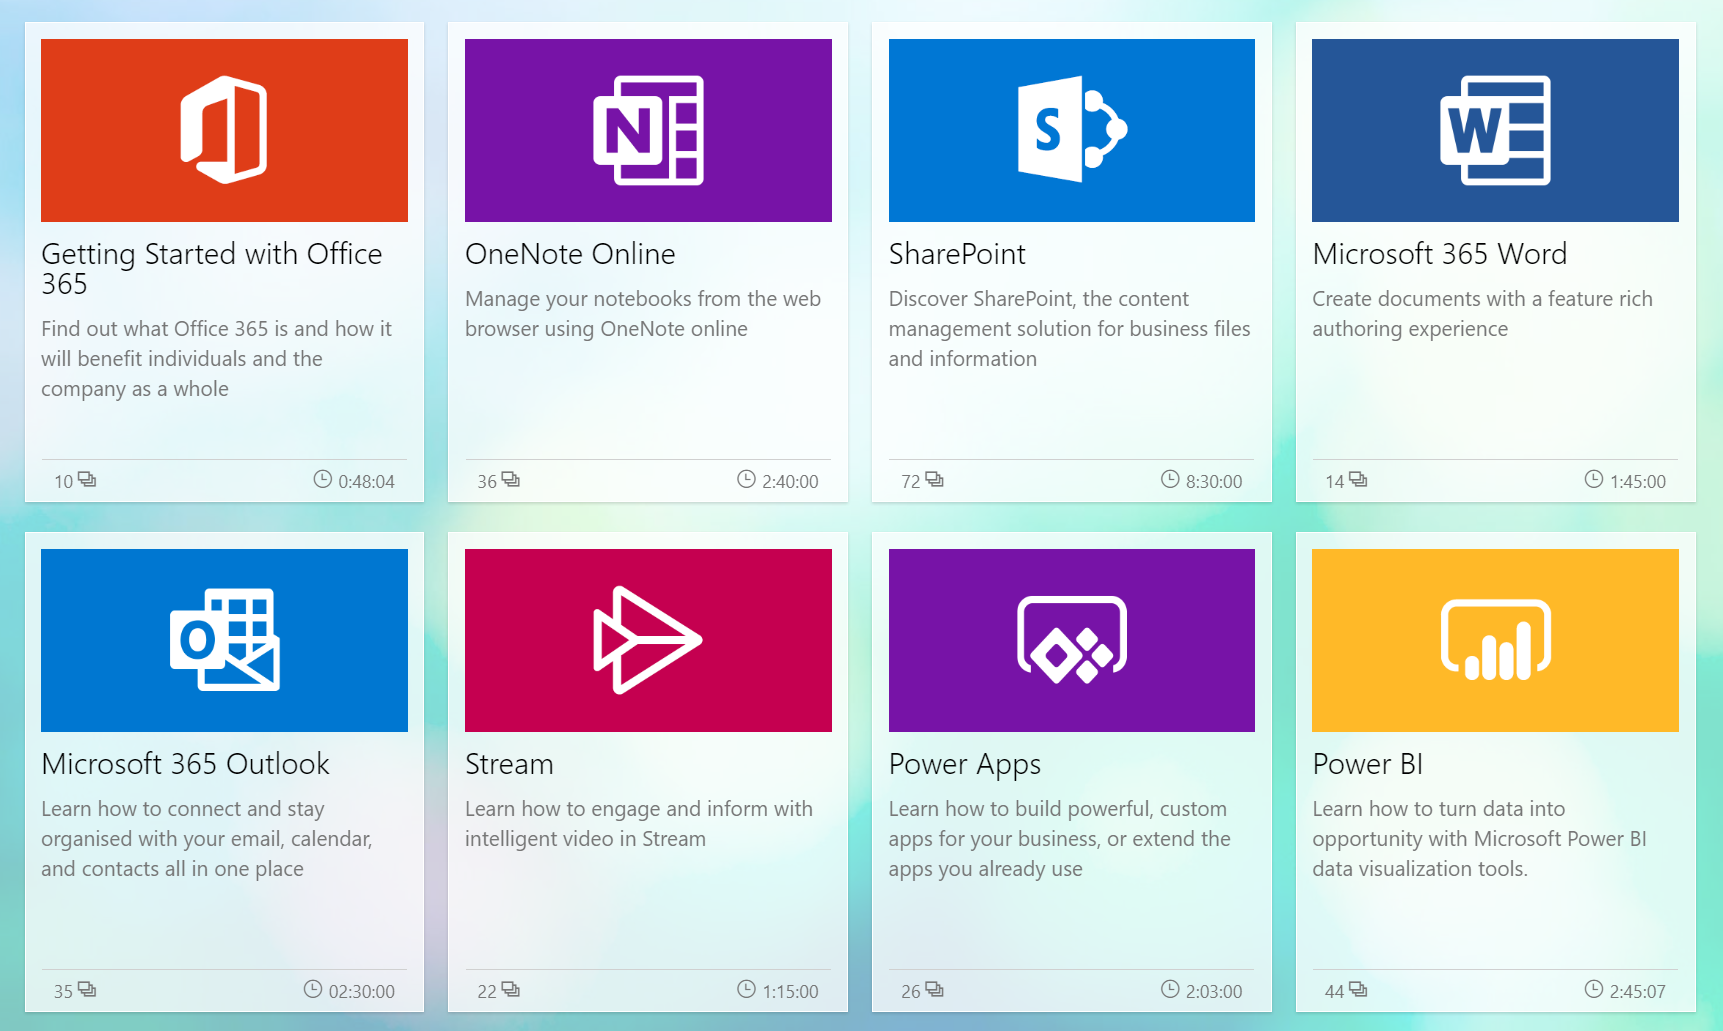 N
S
W
Getting Started with Office
365
Find out what Office 365 is and how it
will benefit individuals and the
company as a whole
10
0:48:04
OneNote Online
Manage your notebooks from the web
browser using OneNote online
36
2:40:00
SharePoint
Discover SharePoint, the content
management solution for business files
and information
72
8:30:00
Microsoft 365 Word
Create documents with a feature rich
authoring experience
14
1:45:00
O
Microsoft 365 Outlook
Learn how to connect and stay
organised with your email, calendar,
and contacts all in one place
35
02:30:00
Stream
Learn how to engage and inform with
intelligent video in Stream
22
1:15:00
Power Apps
Learn how to build powerful, custom
apps for your business, or extend the
apps you already use
26
2:03:00
Power BI
Learn how to turn data into
opportunity with Microsoft Power BI
data visualization tools.
44
2:45:07